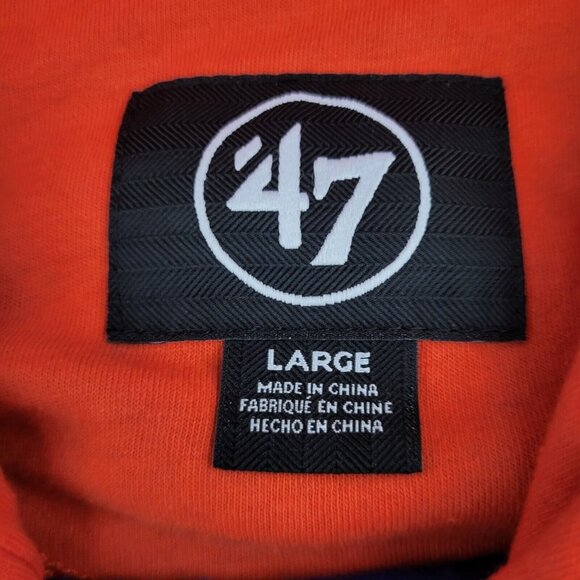 '47
LARGE
MADE IN CHINA
FABRIQUÉ EN CHINE
HECHO EN CHINA